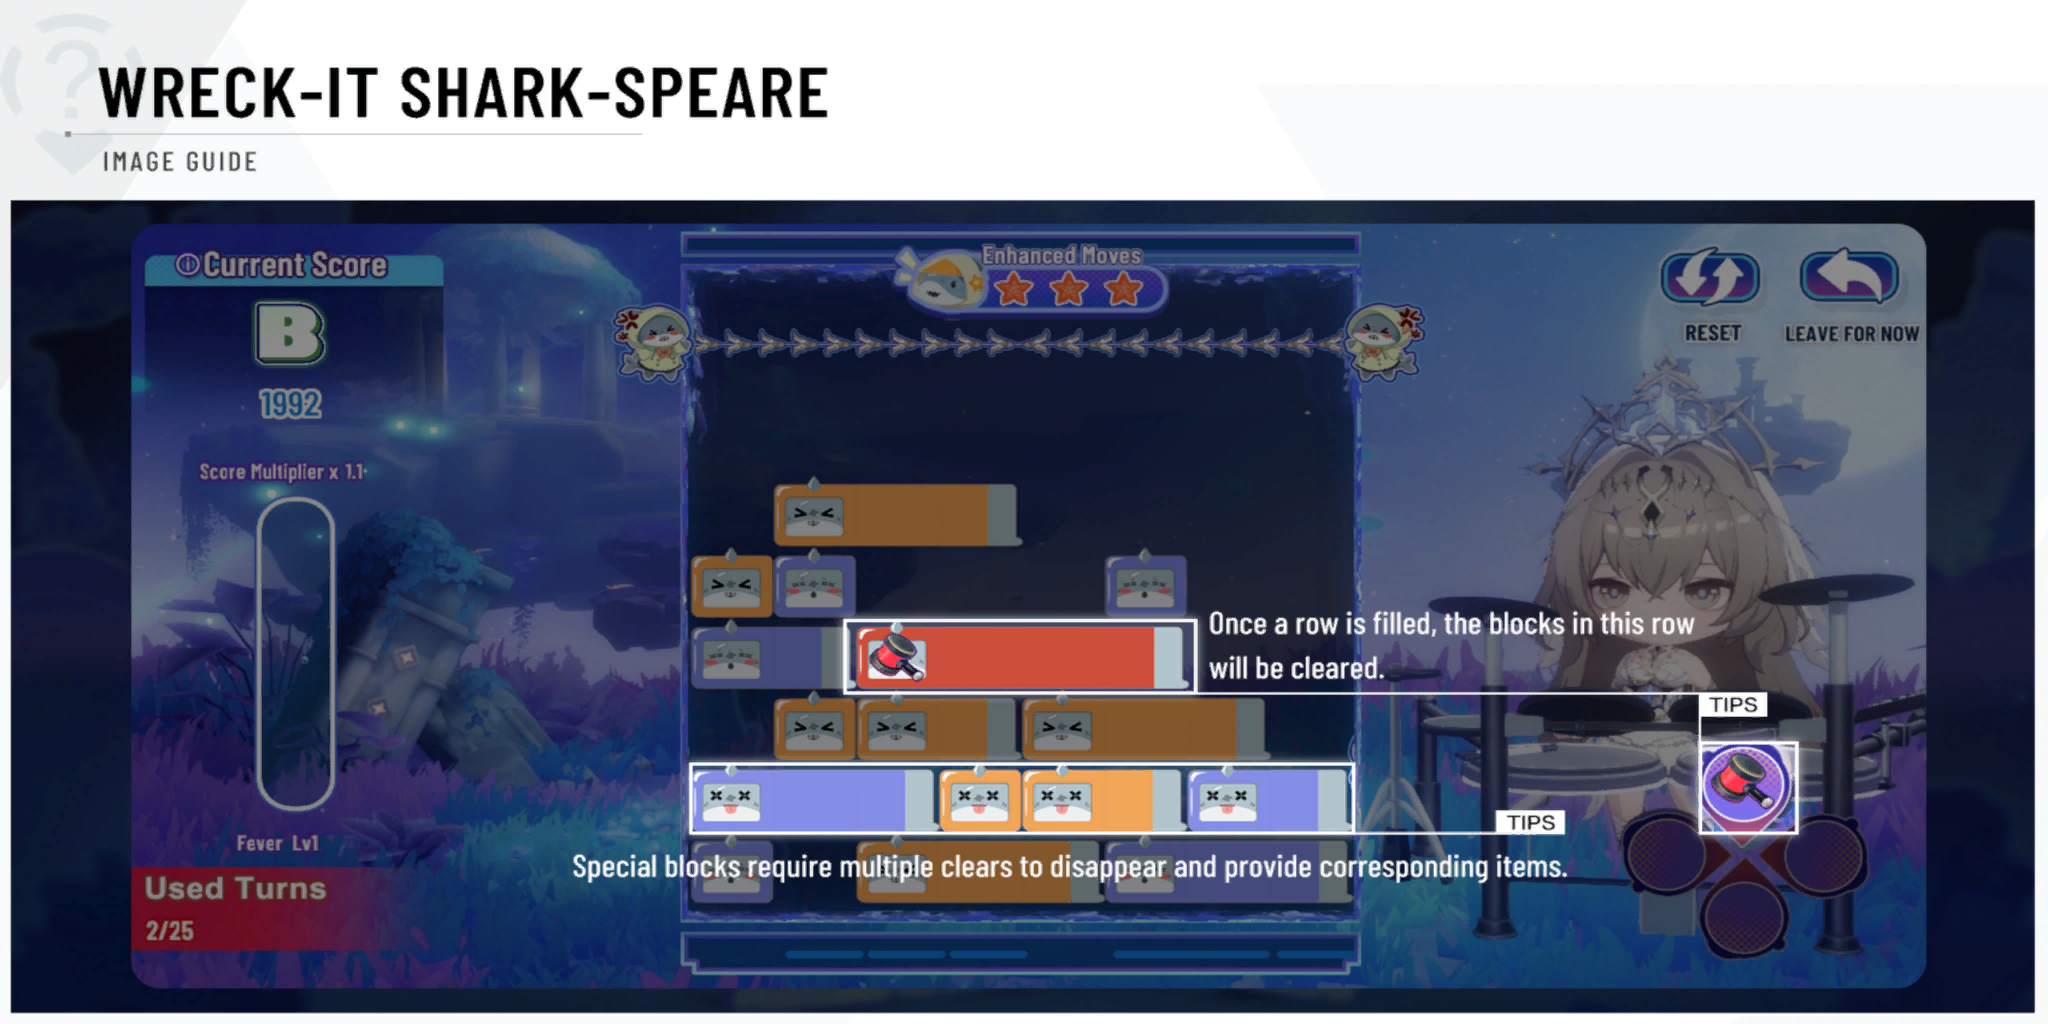 WRECK-IT SHARK-SPEARE
IMAGE GUIDE
Current Score
B
1992
Score Multiplier x 1.1
Fever Lv1
Used Turns
2/25
Enhanced Moves
RESET
LEAVE FOR NOW
Once a row is filled, the blocks in this row
will be cleared.
TIPS
TIPS
Special blocks require multiple clears to disappear and provide corresponding items.